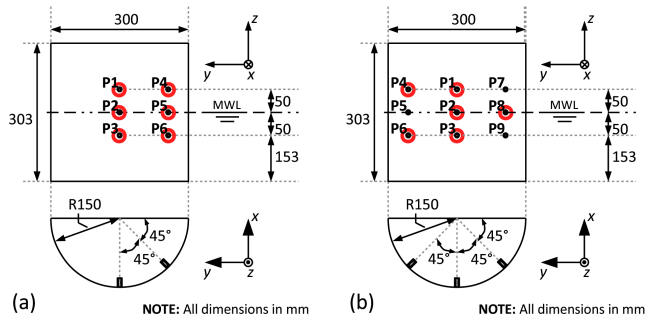 300
z
y
x
P1
P4
P2
P5
P3
P6
MWL
303
50
50
153
R150
45°
45°
x
y
z
(a)
NOTE: All dimensions in mm
300
z
y
x
P4
P1
P7
P5
P2
P8
P6
P3
P9
MWL
303
50
50
153
R150
45°
45°
45°
x
y
z
(b)
NOTE: All dimensions in mm